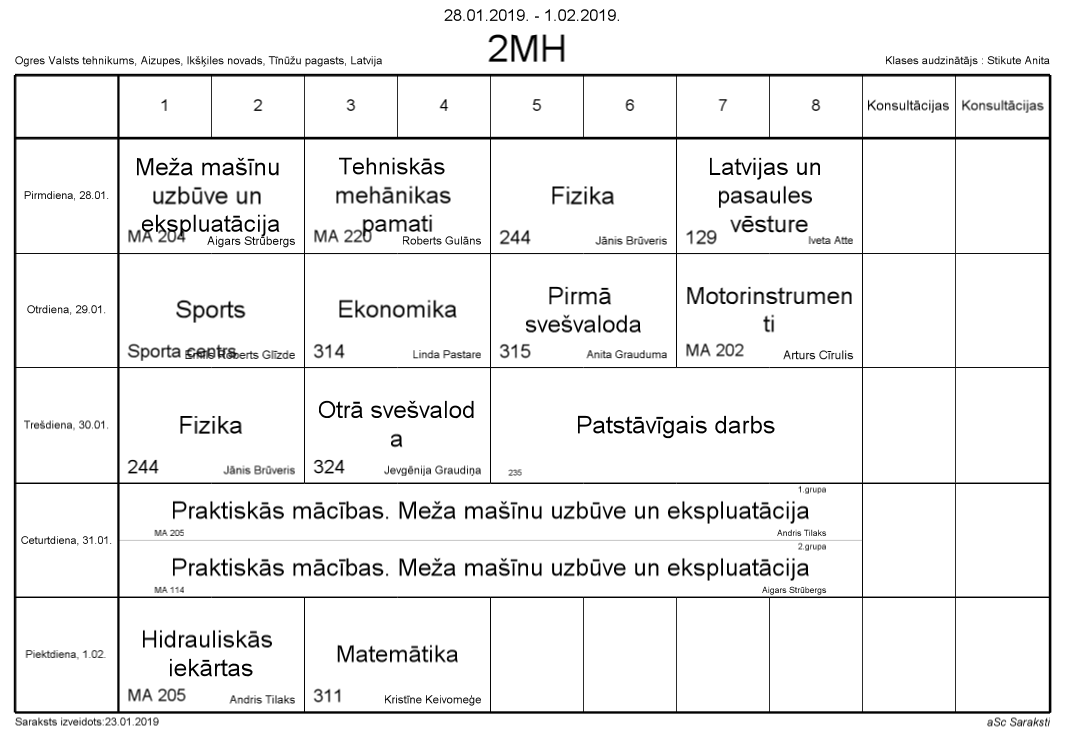 28.01.2019. - 1.02.2019.
2MH
Ogres Valsts tehnikums, Aizupes, Ikšķiles novads, Tīnūžu pagasts, Latvija
Klases audzinātājs : Stikute Anita
1 2 3 4 5 6 7 8 Konsultācijas Konsultācijas
Pirmdiena, 28.01.
Meža mašīnu
uzbūve un
ekspluatācija
MA 204 Aigars Strūbergs
Tehniskās
mehānikas
pamati
MA 220 Roberts Gulāns
Fizika
244 Jānis Brūveris
Latvijas un
pasaules
vēsture
129 Iveta Atte
Otrdiena, 29.01.
Sports
Sporta centrs Emīls Roberts Glīzde
Ekonomika
314 Linda Pastare
Pirmā
svešvaloda
315 Anita Grauduma
Motorinstrumen
ti
MA 202 Arturs Cīrulis
Trešdiena, 30.01.
Fizika
244 Jānis Brūveris
Otrā svešvalod
a
324 Jevgēnija Graudiņa
Patstāvīgais darbs
235
Ceturtdiena, 31.01.
1.grupa
Praktiskās mācības. Meža mašīnu uzbūve un ekspluatācija
MA 205 Andris Tilaks
2.grupa
Praktiskās mācības. Meža mašīnu uzbūve un ekspluatācija
MA 114 Aigars Strūbergs
Piektdiena, 1.02.
Hidrauliskās
iekārtas
MA 205 Andris Tilaks
Matemātika
311 Kristīne Keivomeģe
Saraksts izveidots:23.01.2019
aSc Saraksti